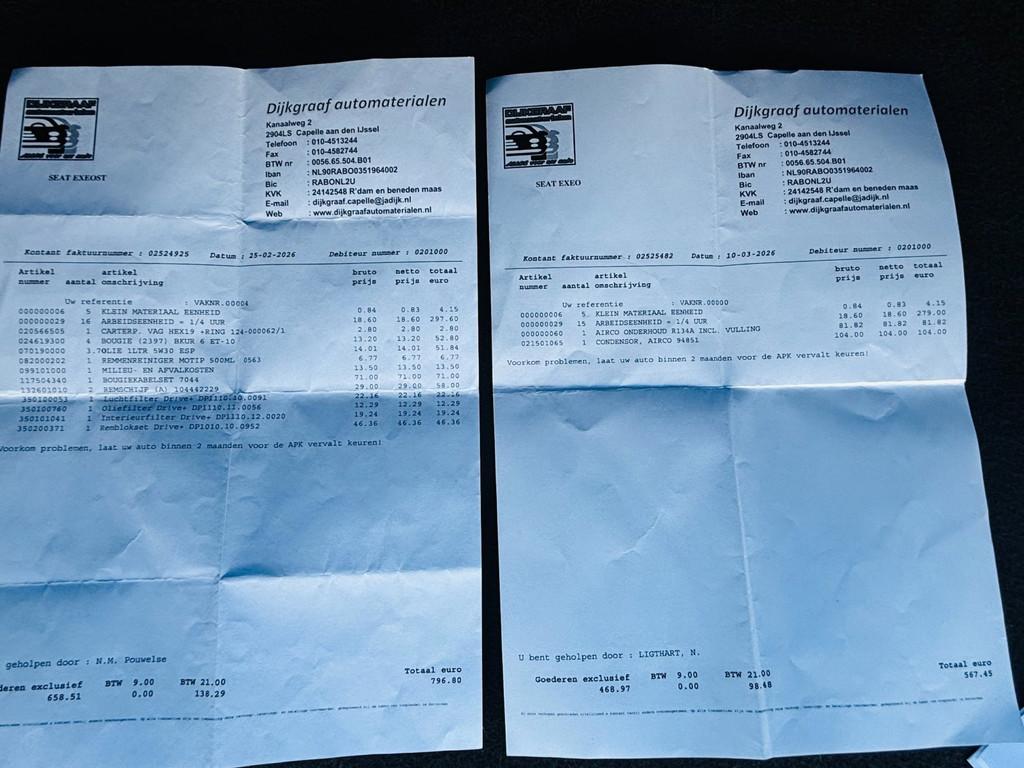 DIJKGRAAF
Dijkgraaf automaterialen
Kanaalweg 2
2904LS Capelle aan den IJssel
Telefoon : 010-4513244
Fax : 010-4582744
BTW nr : 0056.65.504.B01
Iban : NL90RABO0351964002
Bic : RABONL2U
KVK : 24142548 R'dam en beneden maas
E-mail : dijkgraaf.capelle@jadijk.nl
Web : www.dijkgraafautomaterialen.nl
SEAT EXEOST
Kontant faktuurnummer : 02524925 Datum : 25-02-2026 Debiteur nummer : 0201000
Artikel artikel bruto netto totaal
nummer aantal omschrijving prijs prijs euro
Uw referentie : VAKNR.00004
000000006 5 KLEIN MATERIAAL EENHEID 0.84 0.83 4.15
000000029 16 ARBEIDSEENHEID = 1/4 UUR 18.60 18.60 297.60
020566505 1 CARTERP. VAG HEX19 +RING 124-000062/1 2.80 2.80 2.80
024619300 4 BOUGIE (2397) BKUR 6 ET-10 13.20 13.20 52.80
070190000 3.70 OLIE 1LTR 5W30 ESP 14.01 14.01 51.84
082000202 1 REMMENREINIGER MOTIP 500ML 0563 6.77 6.77 6.77
099101000 1 MILIEU- EN AFVALKOSTEN 13.50 13.50 13.50
117504340 1 BOUGIEKABELSET 7044 71.00 71.00 71.00
132601010 2 REMSCHIJF (A) 104442229 29.00 29.00 58.00
350100053 1 Luchtfilter Drive+ DP1110.10.0091 22.16 22.16 22.16
350100760 1 Oliefilter Drive+ DP1110.11.0056 12.29 12.29 12.29
350101041 1 Interieurfilter Drive+ DP1110.12.0020 19.24 19.24 19.24
350200371 1 Remblokset Drive+ DP1010.10.0952 46.36 46.36 46.36
Voorkom problemen, laat uw auto binnen 2 maanden voor de APK vervalt keuren!
geholpen door : N.M. Pouwelse
deren exclusief BTW 9.00 BTW 21.00 Totaal euro
658.51 0.00 138.29 796.80
DIJKGRAAF
Dijkgraaf automaterialen
Kanaalweg 2
2904LS Capelle aan den IJssel
Telefoon : 010-4513244
Fax : 010-4582744
BTW nr : 0056.65.504.B01
Iban : NL90RABO0351964002
Bic : RABONL2U
KVK : 24142548 R'dam en beneden maas
E-mail : dijkgraaf.capelle@jadijk.nl
Web : www.dijkgraafautomaterialen.nl
SEAT EXEO
Kontant faktuurnummer : 02525482 Datum : 10-03-2026 Debiteur nummer : 0201000
Artikel artikel bruto netto totaal
nummer aantal omschrijving prijs prijs euro
Uw referentie : VAKNR.00000
000000006 5 KLEIN MATERIAAL EENHEID 0.84 0.83 4.15
000000029 15 ARBEIDSEENHEID = 1/4 UUR 18.60 18.60 279.00
000000060 1 AIRCO ONDERHOUD R134A INCL. VULLING 81.82 81.82 81.82
021501065 1 CONDENSOR, AIRCO 94851 104.00 104.00 104.00
Voorkom problemen, laat uw auto binnen 2 maanden voor de APK vervalt keuren!
U bent geholpen door : LIGTHART, N.
Goederen exclusief BTW 9.00 BTW 21.00 Totaal euro
468.97 0.00 98.48 567.45